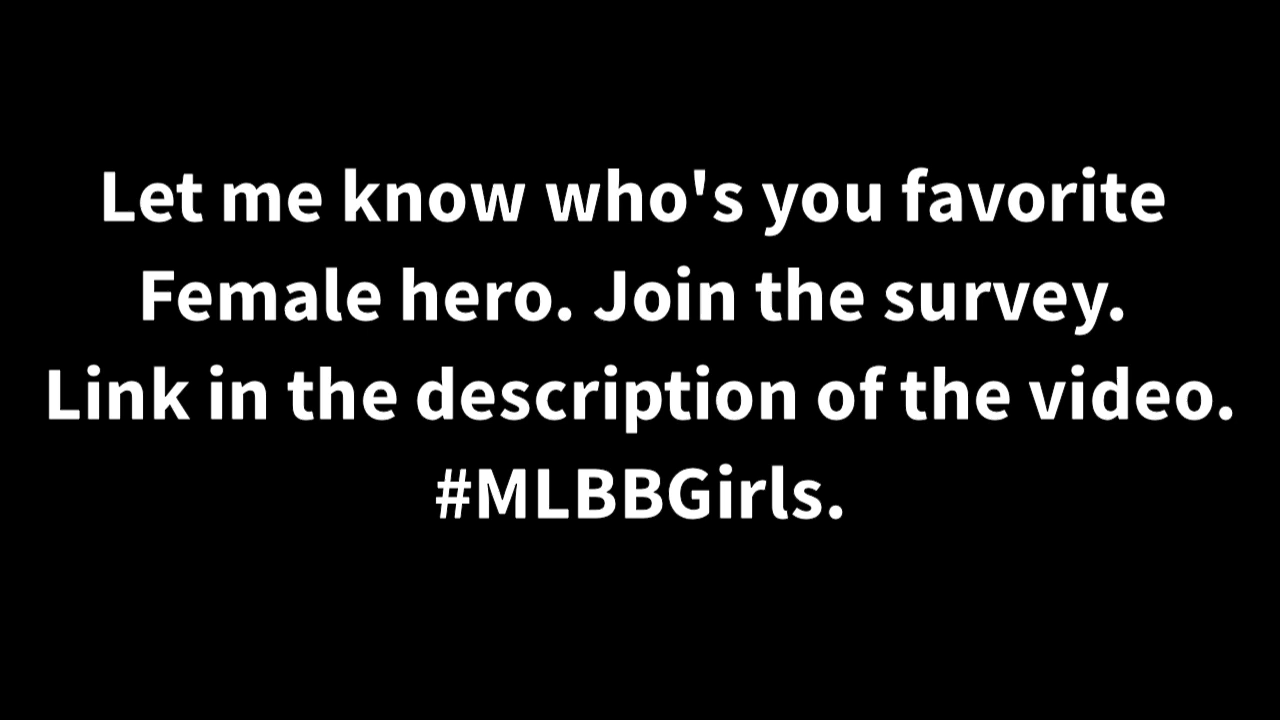 Let me know who's you favorite
Female hero. Join the survey.
Link in the description of the video.
#MLBBGirls.